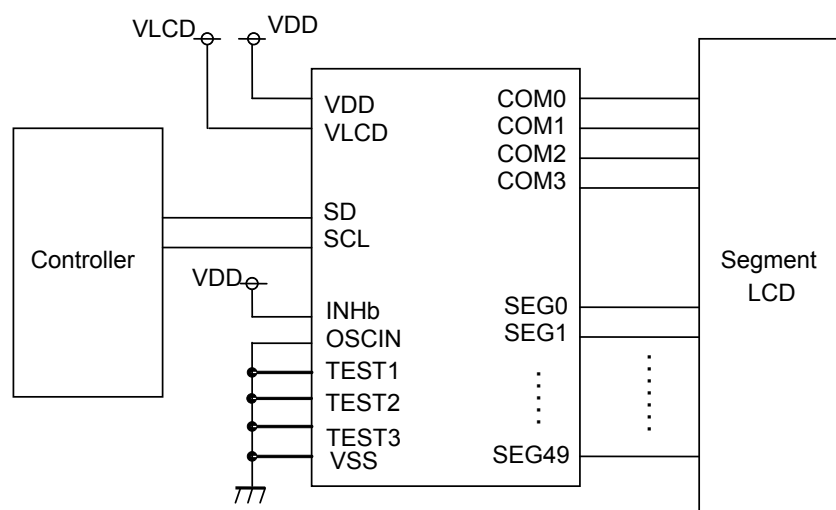 VLCD
VDD
VDD
VLCD
SD
SCL
Controller
VDD
INHb
OSCIN
TEST1
TEST2
TEST3
VSS
COM0
COM1
COM2
COM3
SEG0
SEG1
SEG49
Segment
LCD